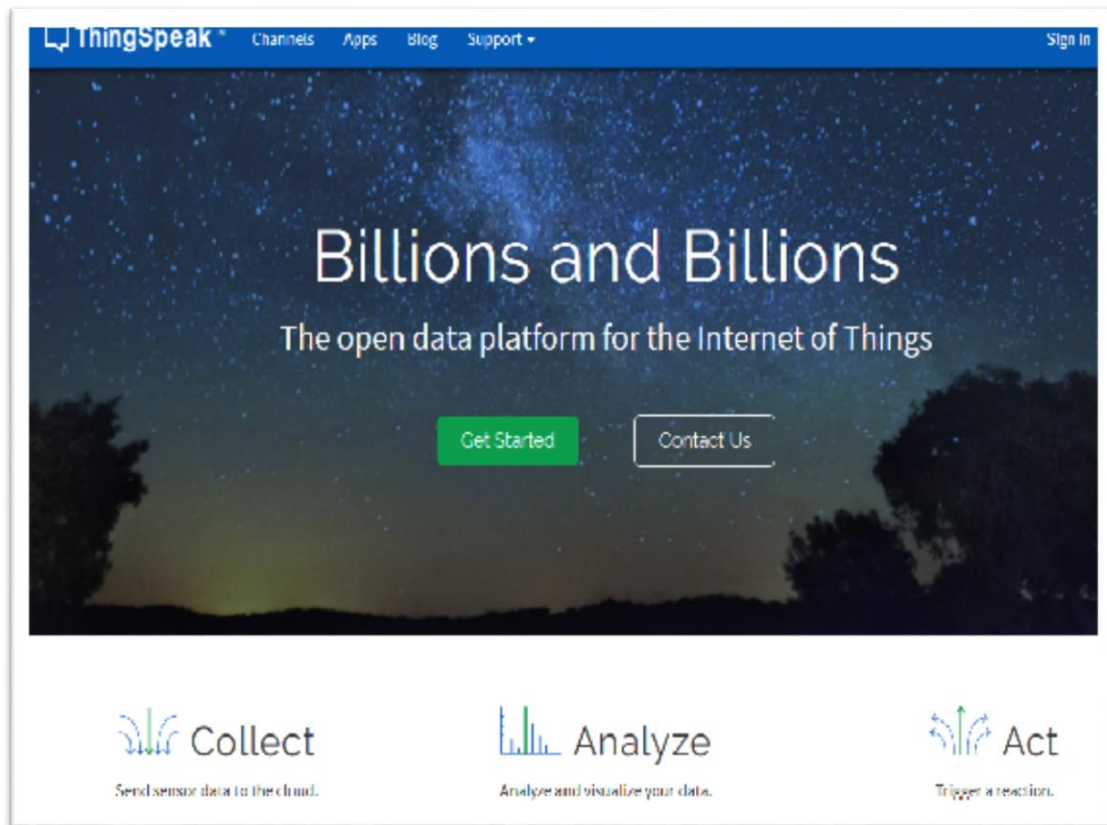 ThingSpeak™ Channels Apps Blog Support Sign In
Billions and Billions
The open data platform for the Internet of Things
Get Started Contact Us
Collect Analyze Act
Send sensor data to the cloud. Analyze and visualize your data. Trigger a reaction.